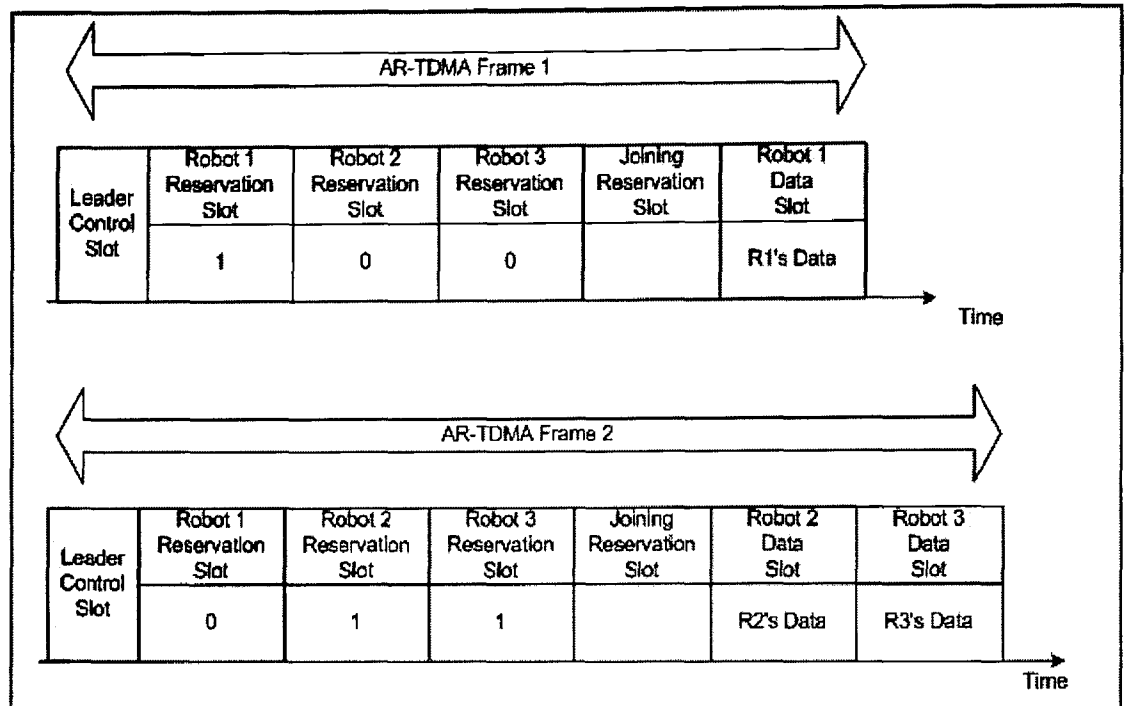 AR-TDMA Frame 1
Leader
Control
Slot
Robot 1
Reservation
Slot
Robot 2
Reservation
Slot
Robot 3
Reservation
Slot
Joining
Reservation
Slot
Robot 1
Data
Slot
1
0
0
R1's Data
Time
AR-TDMA Frame 2
Leader
Control
Slot
Robot 1
Reservation
Slot
Robot 2
Reservation
Slot
Robot 3
Reservation
Slot
Joining
Reservation
Slot
Robot 2
Data
Slot
Robot 3
Data
Slot
0
1
1
R2's Data
R3's Data
Time